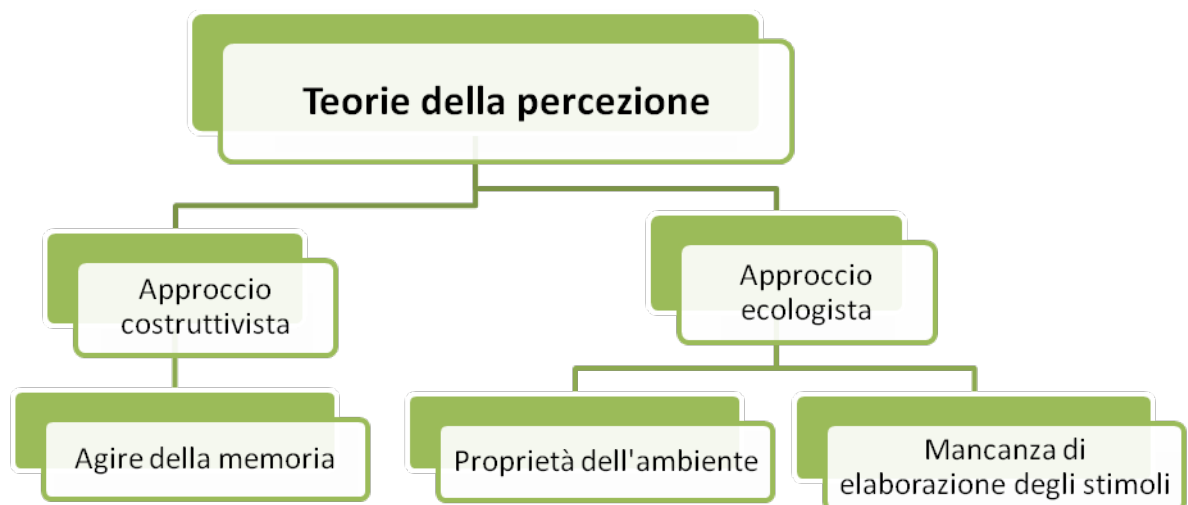 Teorie della percezione
Approccio
costruttivista
Approccio
ecologista
Agire della memoria
Proprietà dell'ambiente
Mancanza di
elaborazione degli stimoli